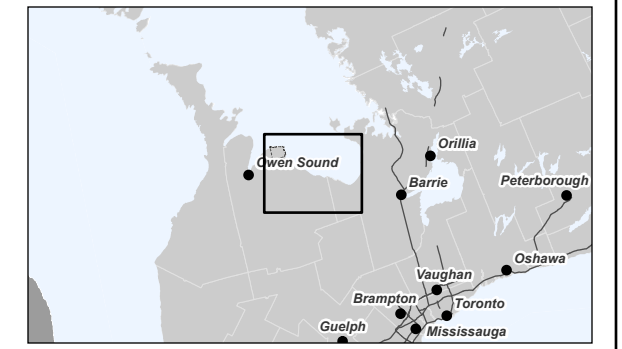 Orillia
Owen Sound
Barrie
Peterborough
Oshawa
Vaughan
Brampton
Toronto
Guelph
Mississauga